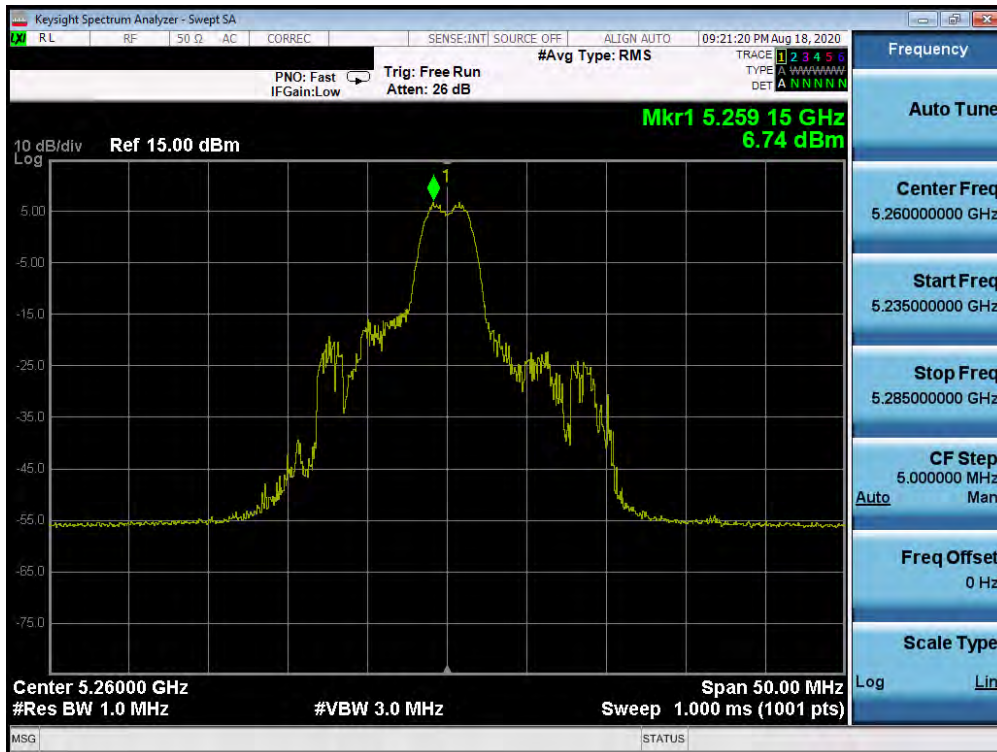 Keysight Spectrum Analyzer - Swept SA
LXI RL RF 50 Ω AC CORREC SENSE:INT SOURCE OFF ALIGN AUTO 09:21:20 PM Aug 18, 2020
#Avg Type: RMS
TRACE 1 2 3 4 5 6
PNO: Fast Trig: Free Run
TYPE A WWWWW
IFGain:Low Atten: 26 dB
DET A N N N N N
Mkr1 5.259 15 GHz
6.74 dBm
10 dB/div Ref 15.00 dBm
Log
1
5.00
-5.00
-15.0
-25.0
-35.0
-45.0
-55.0
-65.0
-75.0
Center 5.26000 GHz Span 50.00 MHz
#Res BW 1.0 MHz #VBW 3.0 MHz Sweep 1.000 ms (1001 pts)
MSG STATUS
Frequency
Auto Tune
Center Freq
5.260000000 GHz
Start Freq
5.235000000 GHz
Stop Freq
5.285000000 GHz
CF Step
5.000000 MHz
Auto Man
Freq Offset
0 Hz
Scale Type
Log Lin